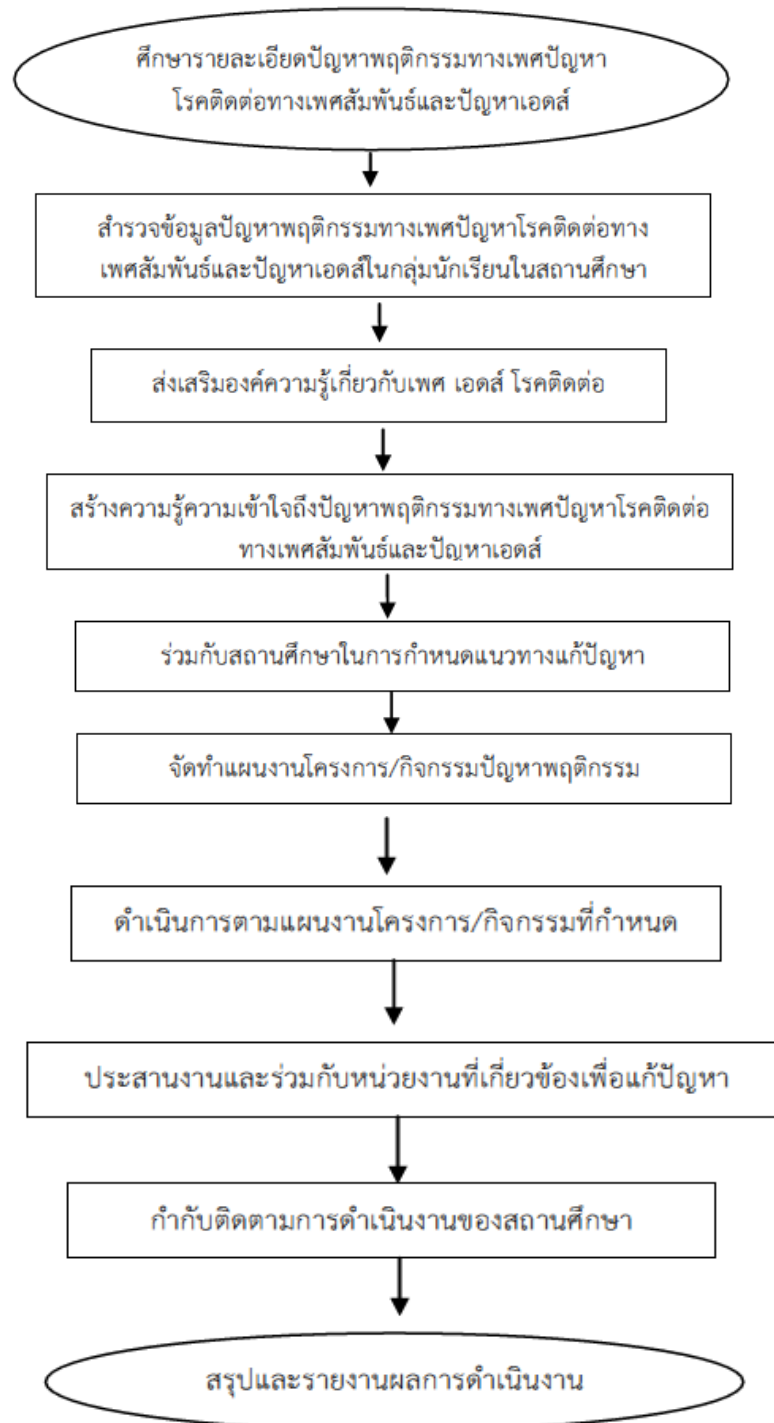 ศึกษารายละเอียดปัญหาพฤติกรรมทางเพศปัญหา
โรคติดต่อทางเพศสัมพันธ์และปัญหาเอดส์
สำรวจข้อมูลปัญหาพฤติกรรมทางเพศปัญหาโรคติดต่อทาง
เพศสัมพันธ์และปัญหาเอดส์ในกลุ่มนักเรียนในสถานศึกษา
ส่งเสริมองค์ความรู้เกี่ยวกับเพศ เอดส์ โรคติดต่อ
สร้างความรู้ความเข้าใจถึงปัญหาพฤติกรรมทางเพศปัญหาโรคติดต่อ
ทางเพศสัมพันธ์และปัญหาเอดส์
ร่วมกับสถานศึกษาในการกำหนดแนวทางแก้ปัญหา
จัดทำแผนงานโครงการ/กิจกรรมปัญหาพฤติกรรม
ดำเนินการตามแผนงานโครงการ/กิจกรรมที่กำหนด
ประสานงานและร่วมกับหน่วยงานที่เกี่ยวข้องเพื่อแก้ปัญหา
กำกับติดตามการดำเนินงานของสถานศึกษา
สรุปและรายงานผลการดำเนินงาน